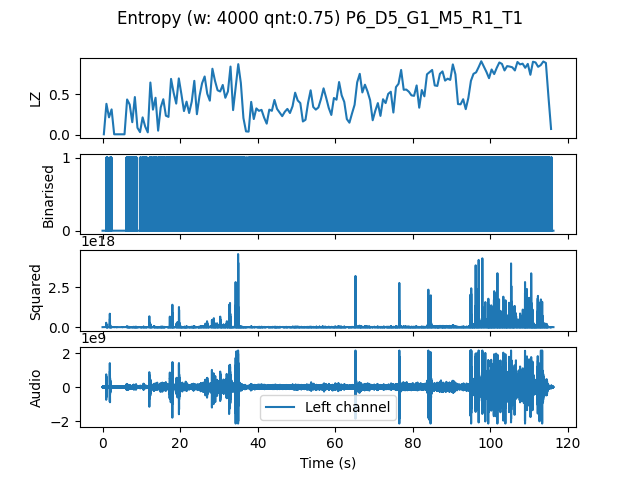 Entropy (w: 4000 qnt:0.75) P6_D5_G1_M5_R1_T1
LZ
0.5
0.0
Binarised
1
0
1e18
Squared
2.5
0.0
1e9
Audio
2
0
−2
Left channel
0 20 40 60 80 100 120
Time (s)